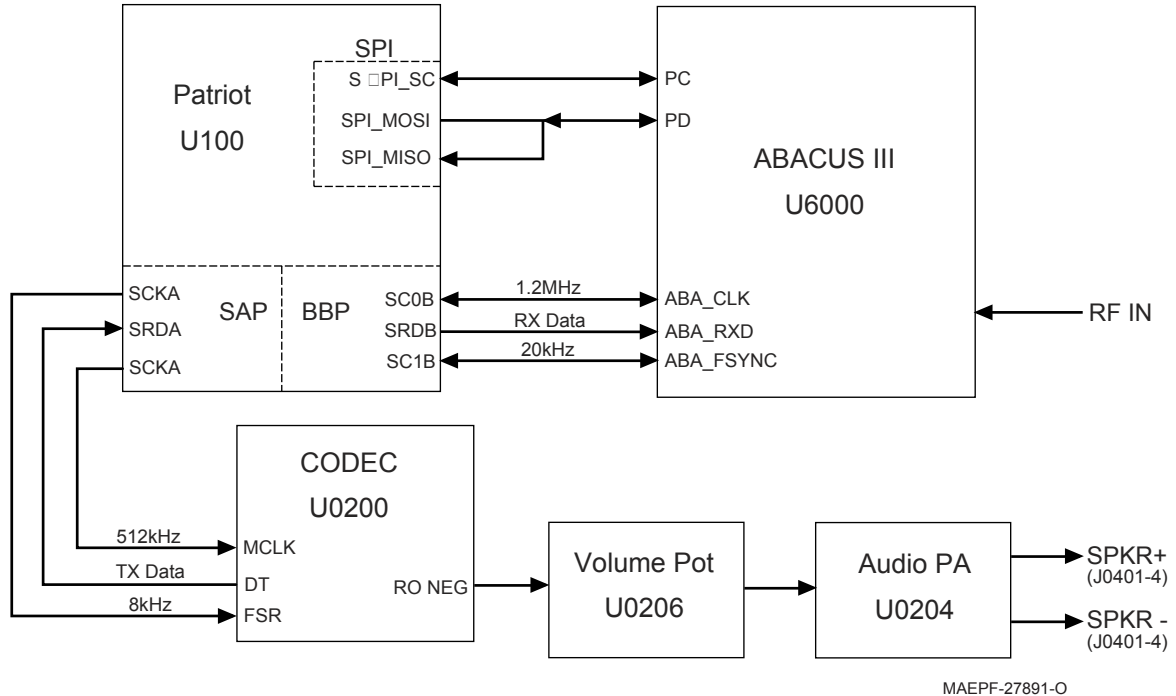 SPI
Patriot
U100
S □PI_SC
SPI_MOSI
SPI_MISO
PC
PD
ABACUS III
U6000
SCKA
SRDA
SCKA
SAP
BBP
SC0B
SRDB
SC1B
1.2MHz
RX Data
20kHz
ABA_CLK
ABA_RXD
ABA_FSYNC
RF IN
CODEC
U0200
512kHz
TX Data
8kHz
MCLK
DT
FSR
RO NEG
Volume Pot
U0206
Audio PA
U0204
SPKR+
(J0401-4)
SPKR -
(J0401-4)
MAEPF-27891-O